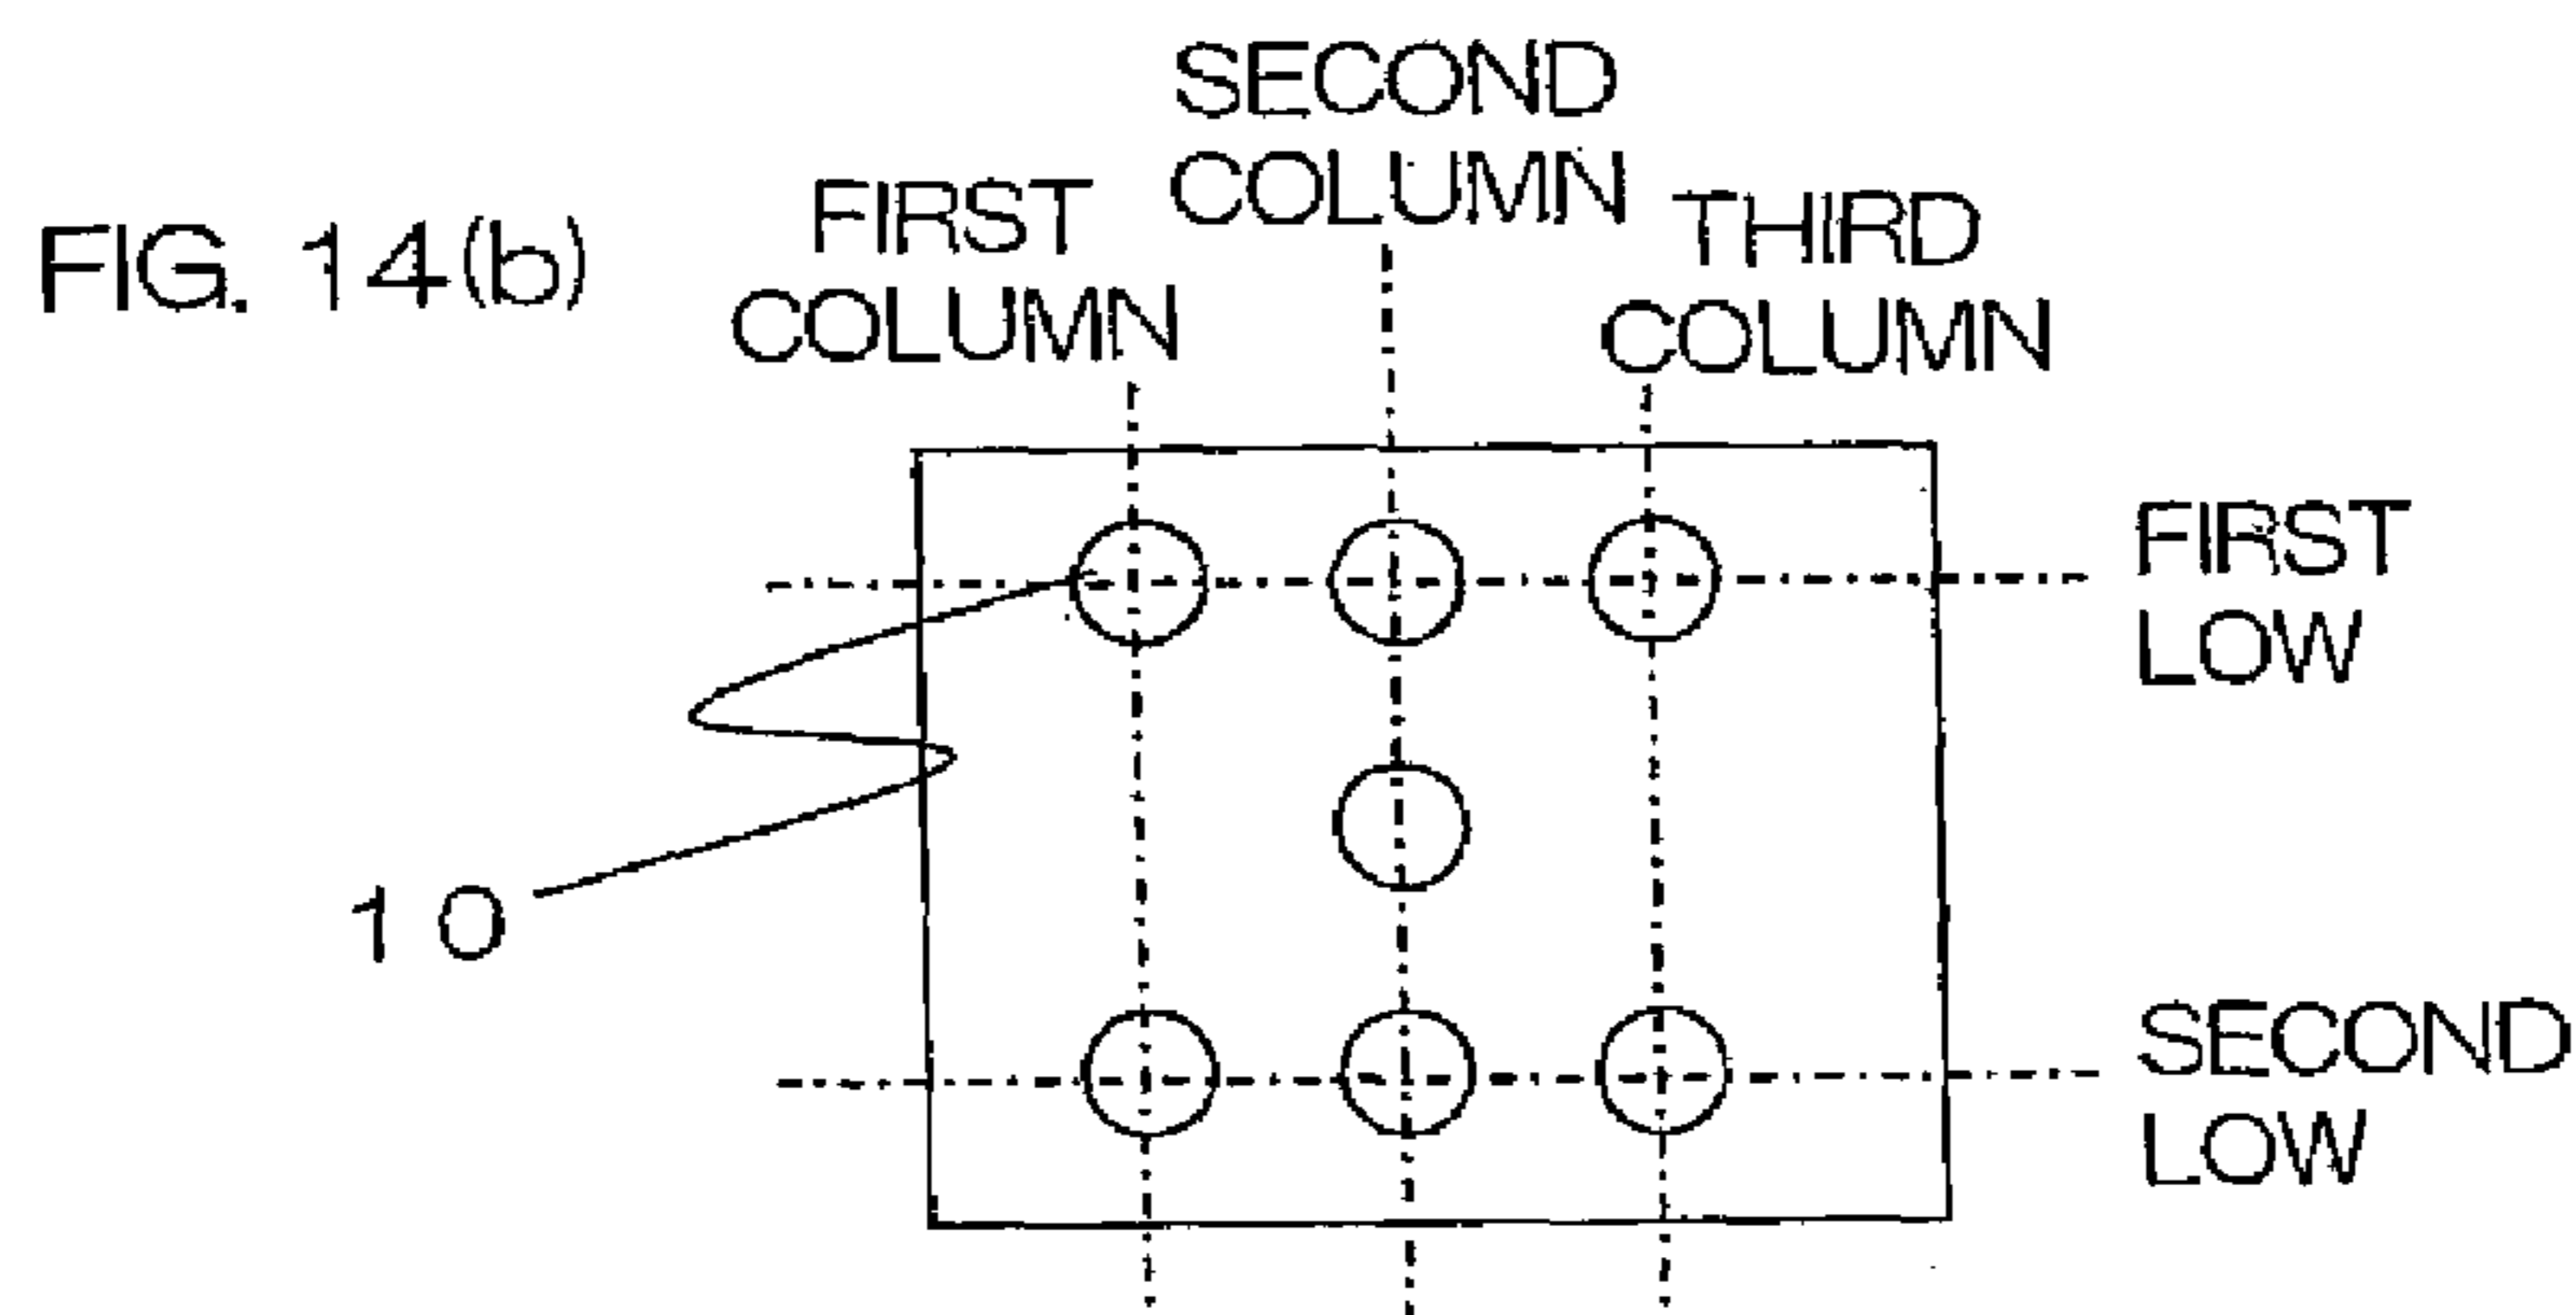 FIG. 14(b)
FIRST
COLUMN
SECOND
COLUMN
THIRD
COLUMN
FIRST
LOW
10
SECOND
LOW